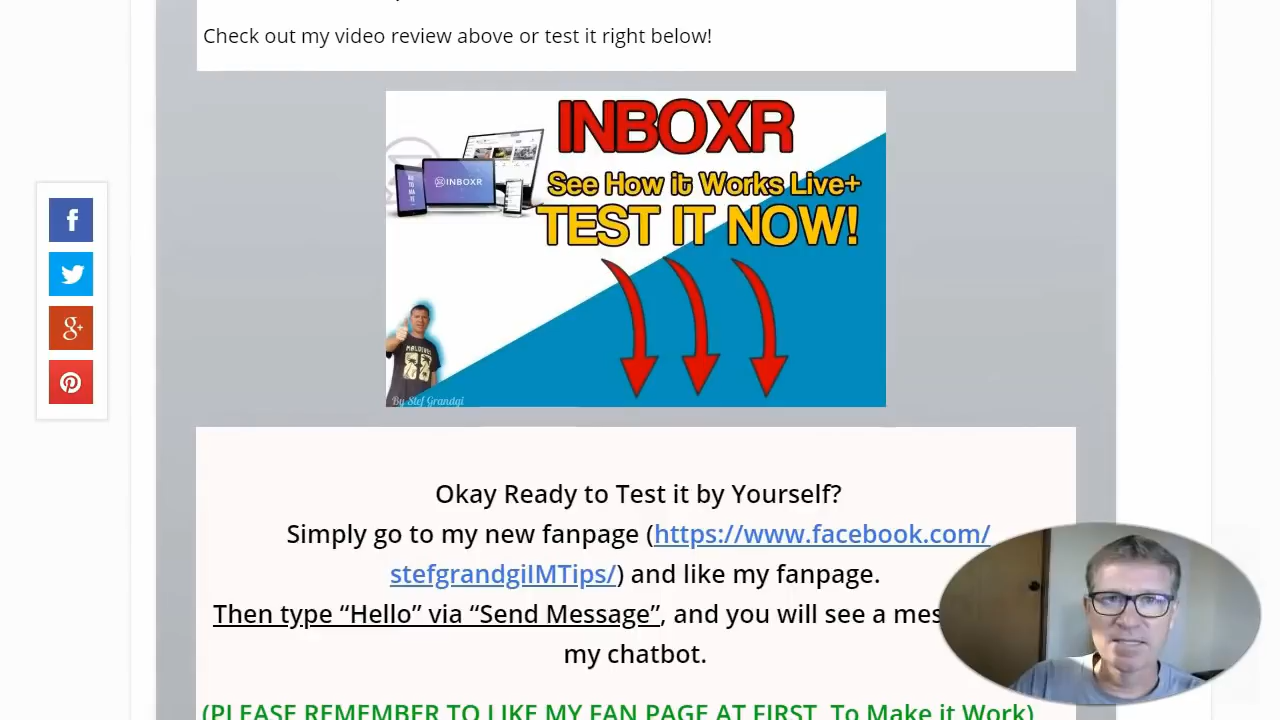 Check out my video review above or test it right below!
INBOXR
See How it Works Live+
TEST IT NOW!
INBOXR
MALDIVES
By Stef Grandgi
Okay Ready to Test it by Yourself?
Simply go to my new fanpage (https://www.facebook.com/
stefgrandgiIMTips/) and like my fanpage.
Then type “Hello” via “Send Message”, and you will see a mes
my chatbot.
(PLEASE REMEMBER TO LIKE MY FAN PAGE AT FIRST, To Make it Work)